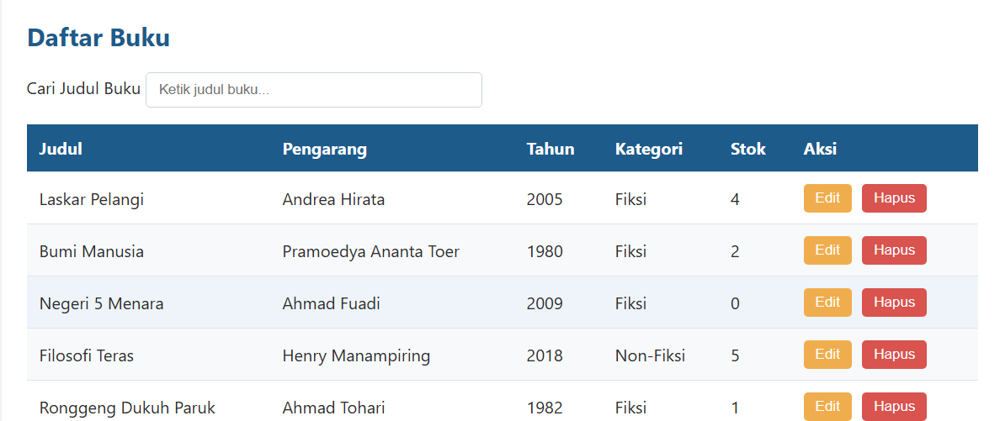 Daftar Buku
Cari Judul Buku Ketik judul buku...
Judul Pengarang Tahun Kategori Stok Aksi
Laskar Pelangi Andrea Hirata 2005 Fiksi 4 Edit Hapus
Bumi Manusia Pramoedya Ananta Toer 1980 Fiksi 2 Edit Hapus
Negeri 5 Menara Ahmad Fuadi 2009 Fiksi 0 Edit Hapus
Filosofi Teras Henry Manampiring 2018 Non-Fiksi 5 Edit Hapus
Ronggeng Dukuh Paruk Ahmad Tohari 1982 Fiksi 1 Edit Hapus